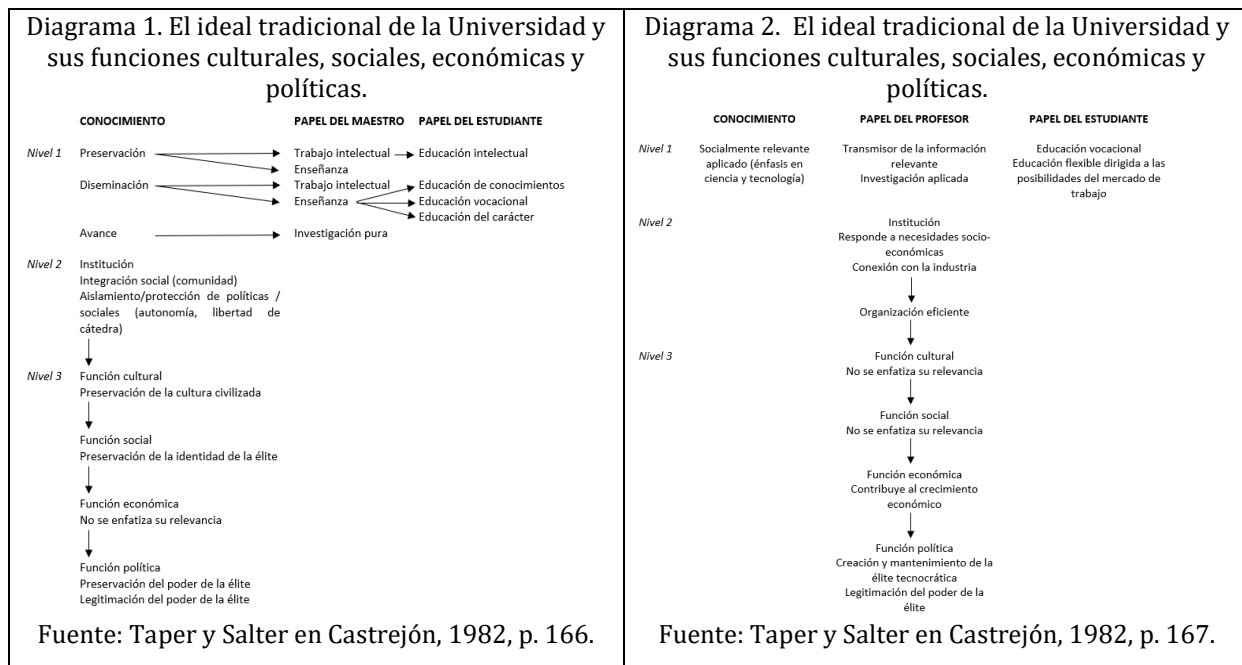 Diagrama 1. El ideal tradicional de la Universidad y
sus funciones culturales, sociales, económicas y
políticas.
CONOCIMIENTO PAPEL DEL MAESTRO PAPEL DEL ESTUDIANTE
Nivel 1 Preservación Trabajo intelectual Educación intelectual
Enseñanza
Diseminación Trabajo intelectual Educación de conocimientos
Enseñanza Educación vocacional
Educación del carácter
Avance Investigación pura
Nivel 2 Institución
Integración social (comunidad)
Aislamiento/protección de políticas /
sociales (autonomía, libertad de
cátedra)
Nivel 3 Función cultural
Preservación de la cultura civilizada
Función social
Preservación de la identidad de la élite
Función económica
No se enfatiza su relevancia
Función política
Preservación del poder de la élite
Legitimación del poder de la élite
Fuente: Taper y Salter en Castrejón, 1982, p. 166.
Diagrama 2. El ideal tradicional de la Universidad y
sus funciones culturales, sociales, económicas y
políticas.
CONOCIMIENTO PAPEL DEL PROFESOR PAPEL DEL ESTUDIANTE
Nivel 1 Socialmente relevante Transmisor de la información Educación vocacional
aplicado (énfasis en relevante Educación flexible dirigida a las
ciencia y tecnología) Investigación aplicada posibilidades del mercado de
trabajo
Nivel 2 Institución
Responde a necesidades socio-
económicas
Conexión con la industria
Organización eficiente
Nivel 3 Función cultural
No se enfatiza su relevancia
Función social
No se enfatiza su relevancia
Función económica
Contribuye al crecimiento
económico
Función política
Creación y mantenimiento de la
élite tecnocrática
Legitimación del poder de la
élite
Fuente: Taper y Salter en Castrejón, 1982, p. 167.